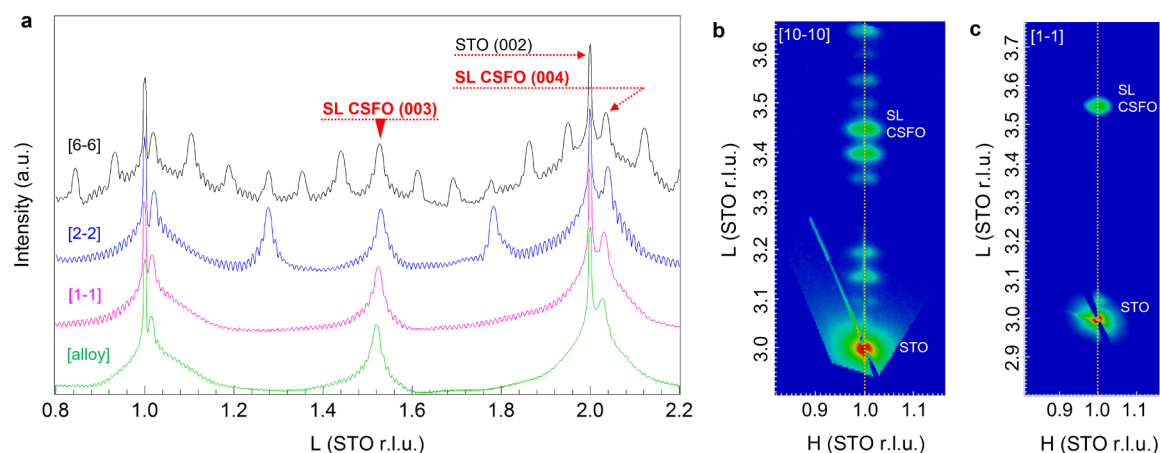 a
Intensity (a.u.)
STO (002)
SL CSFO (004)
SL CSFO (003)
[6-6]
[2-2]
[1-1]
[alloy]
0.8 1.0 1.2 1.4 1.6 1.8 2.0 2.2
L (STO r.l.u.)
b
[10-10]
L (STO r.l.u.)
3.6
3.5
3.4
3.3
3.2
3.1
3.0
SL
CSFO
STO
0.9 1.0 1.1
H (STO r.l.u.)
c
[1-1]
L (STO r.l.u.)
3.7
3.6
3.5
3.4
3.3
3.2
3.1
3.0
2.9
SL
CSFO
STO
0.9 1.0 1.1
H (STO r.l.u.)